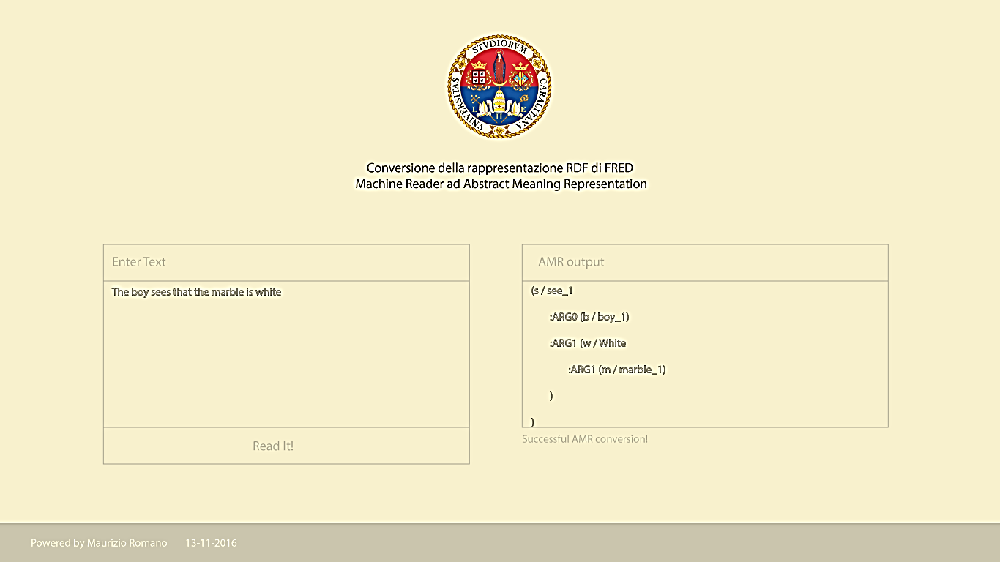 STVDIORVM
VNIVERSITAS
CARALITANA
L
E
H
Conversione della rappresentazione RDF di FRED
Machine Reader ad Abstract Meaning Representation
Enter Text
The boy sees that the marble is white
Read It!
AMR output
(s / see_1
:ARG0 (b / boy_1)
:ARG1 (w / White
:ARG1 (m / marble_1)
)
)
Successful AMR conversion!
Powered by Maurizio Romano 13-11-2016